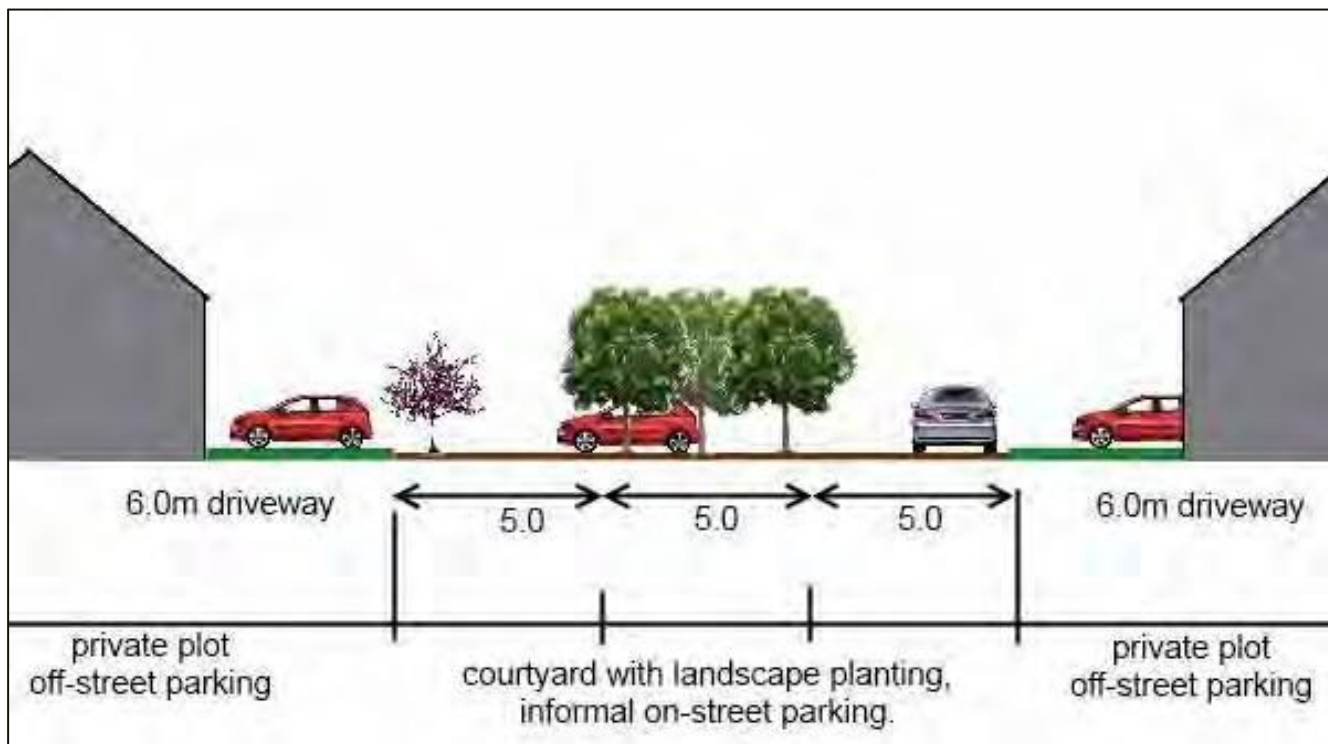 6.0m driveway
5.0
5.0
5.0
6.0m driveway
private plot
off-street parking
courtyard with landscape planting,
informal on-street parking.
private plot
off-street parking